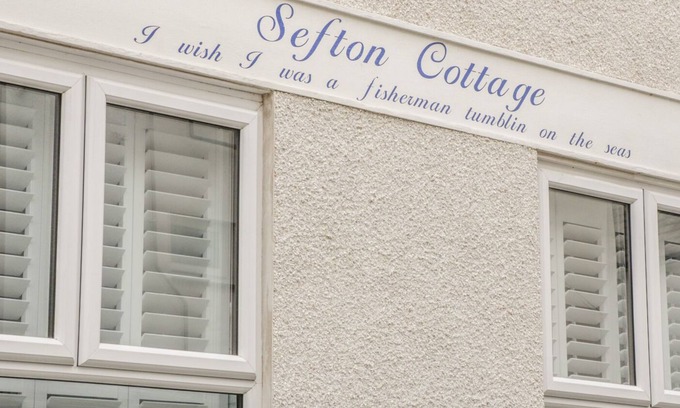 Sefton Cottage
I wish I was a fisherman tumblin on the seas